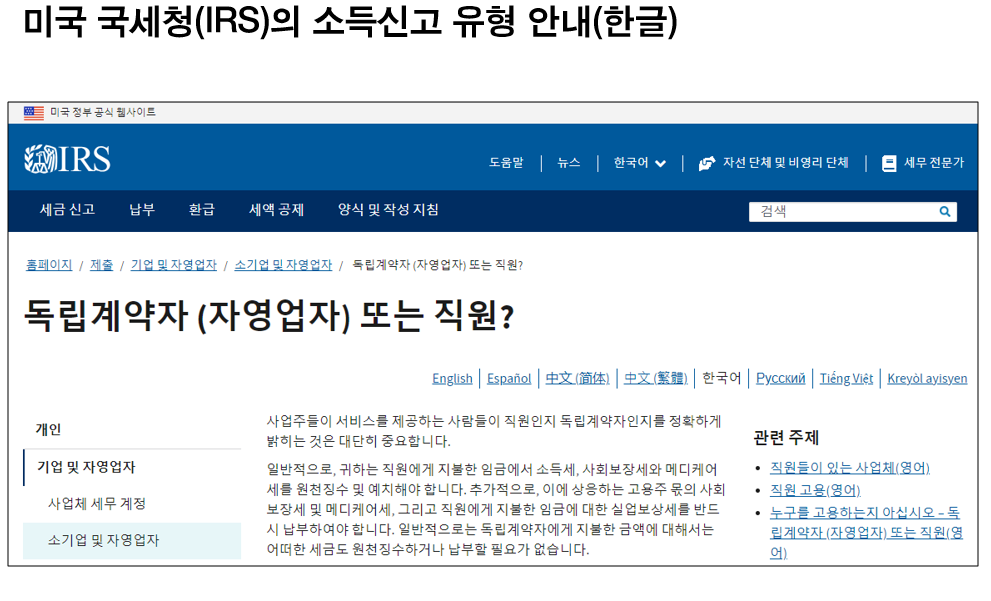 미국 국세청(IRS)의 소득신고 유형 안내(한글)
미국 정부 공식 웹사이트
IRS
도움말 | 뉴스 | 한국어 | 자선 단체 및 비영리 단체 | 세무 전문가
세금 신고 납부 환급 세액 공제 양식 및 작성 지침 검색
홈페이지 / 제출 / 기업 및 자영업자 / 소기업 및 자영업자 / 독립계약자 (자영업자) 또는 직원?
독립계약자 (자영업자) 또는 직원?
English | Español | 中文 (简体) | 中文 (繁體) | 한국어 | Русский | Tiếng Việt | Kreyòl ayisyen
개인
기업 및 자영업자
사업체 세무 계정
소기업 및 자영업자
사업주들이 서비스를 제공하는 사람들이 직원인지 독립계약자인지를 정확하게
밝히는 것은 대단히 중요합니다.
일반적으로, 귀하는 직원에게 지불한 임금에서 소득세, 사회보장세와 메디케어
세를 원천징수 및 예치해야 합니다. 추가적으로, 이에 상응하는 고용주 몫의 사회
보장세 및 메디케어세, 그리고 직원에게 지불한 임금에 대한 실업보상세를 반드
시 납부하여야 합니다. 일반적으로는 독립계약자에게 지불한 금액에 대해서는
어떠한 세금도 원천징수하거나 납부할 필요가 없습니다.
관련 주제
• 직원들이 있는 사업체(영어)
• 직원 고용(영어)
• 누구를 고용하는지 아십시오 – 독
립계약자 (자영업자) 또는 직원(영
어)